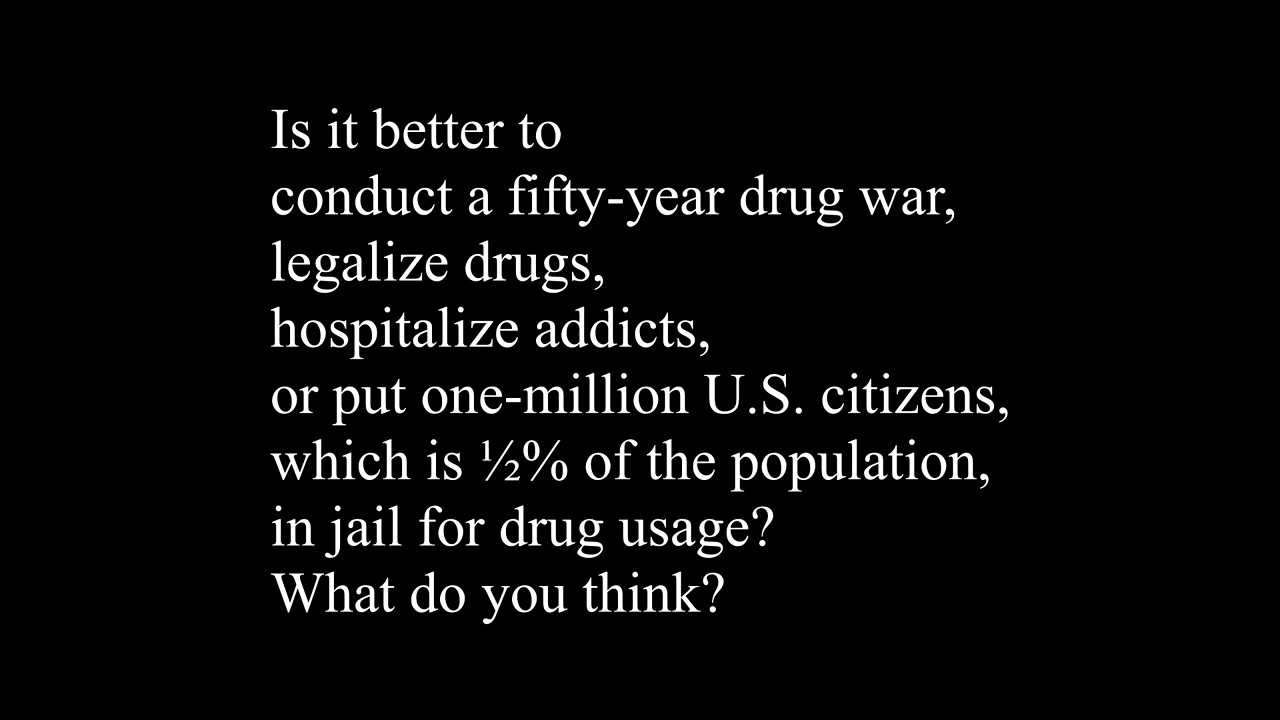 Is it better to
conduct a fifty-year drug war,
legalize drugs,
hospitalize addicts,
or put one-million U.S. citizens,
which is ½% of the population,
in jail for drug usage?
What do you think?